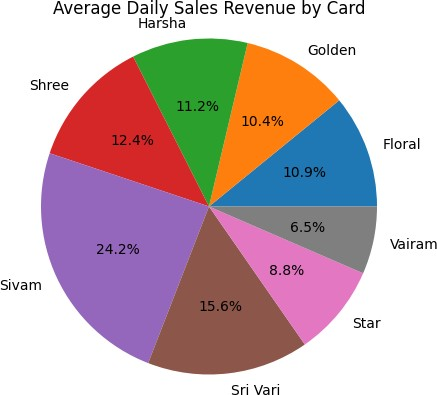 Average Daily Sales Revenue by Card
Harsha
Golden
Shree
Floral
11.2%
10.4%
12.4%
10.9%
24.2%
6.5%
Vairam
8.8%
Sivam
15.6%
Star
Sri Vari